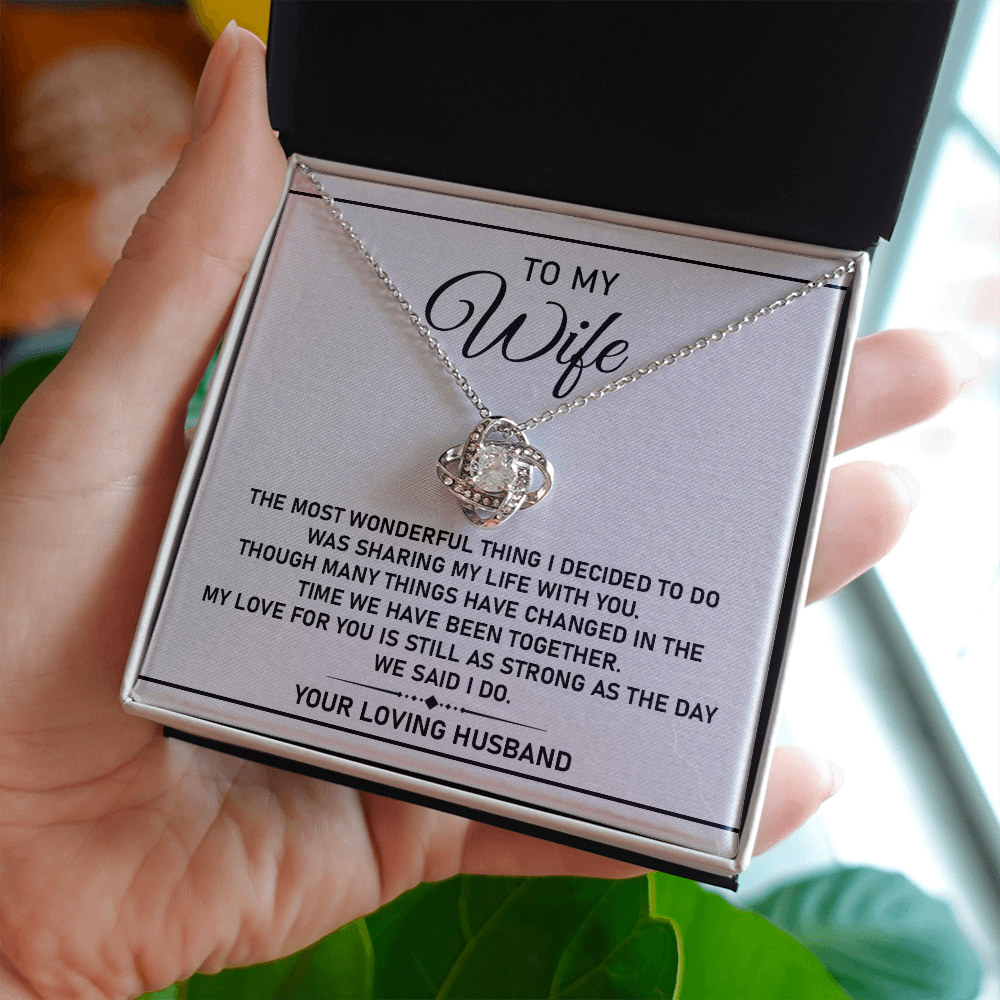 TO MY
Wife
THE MOST WONDERFUL THING I DECIDED TO DO
WAS SHARING MY LIFE WITH YOU.
THOUGH MANY THINGS HAVE CHANGED IN THE
TIME WE HAVE BEEN TOGETHER.
MY LOVE FOR YOU IS STILL AS STRONG AS THE DAY
WE SAID I DO.
YOUR LOVING HUSBAND